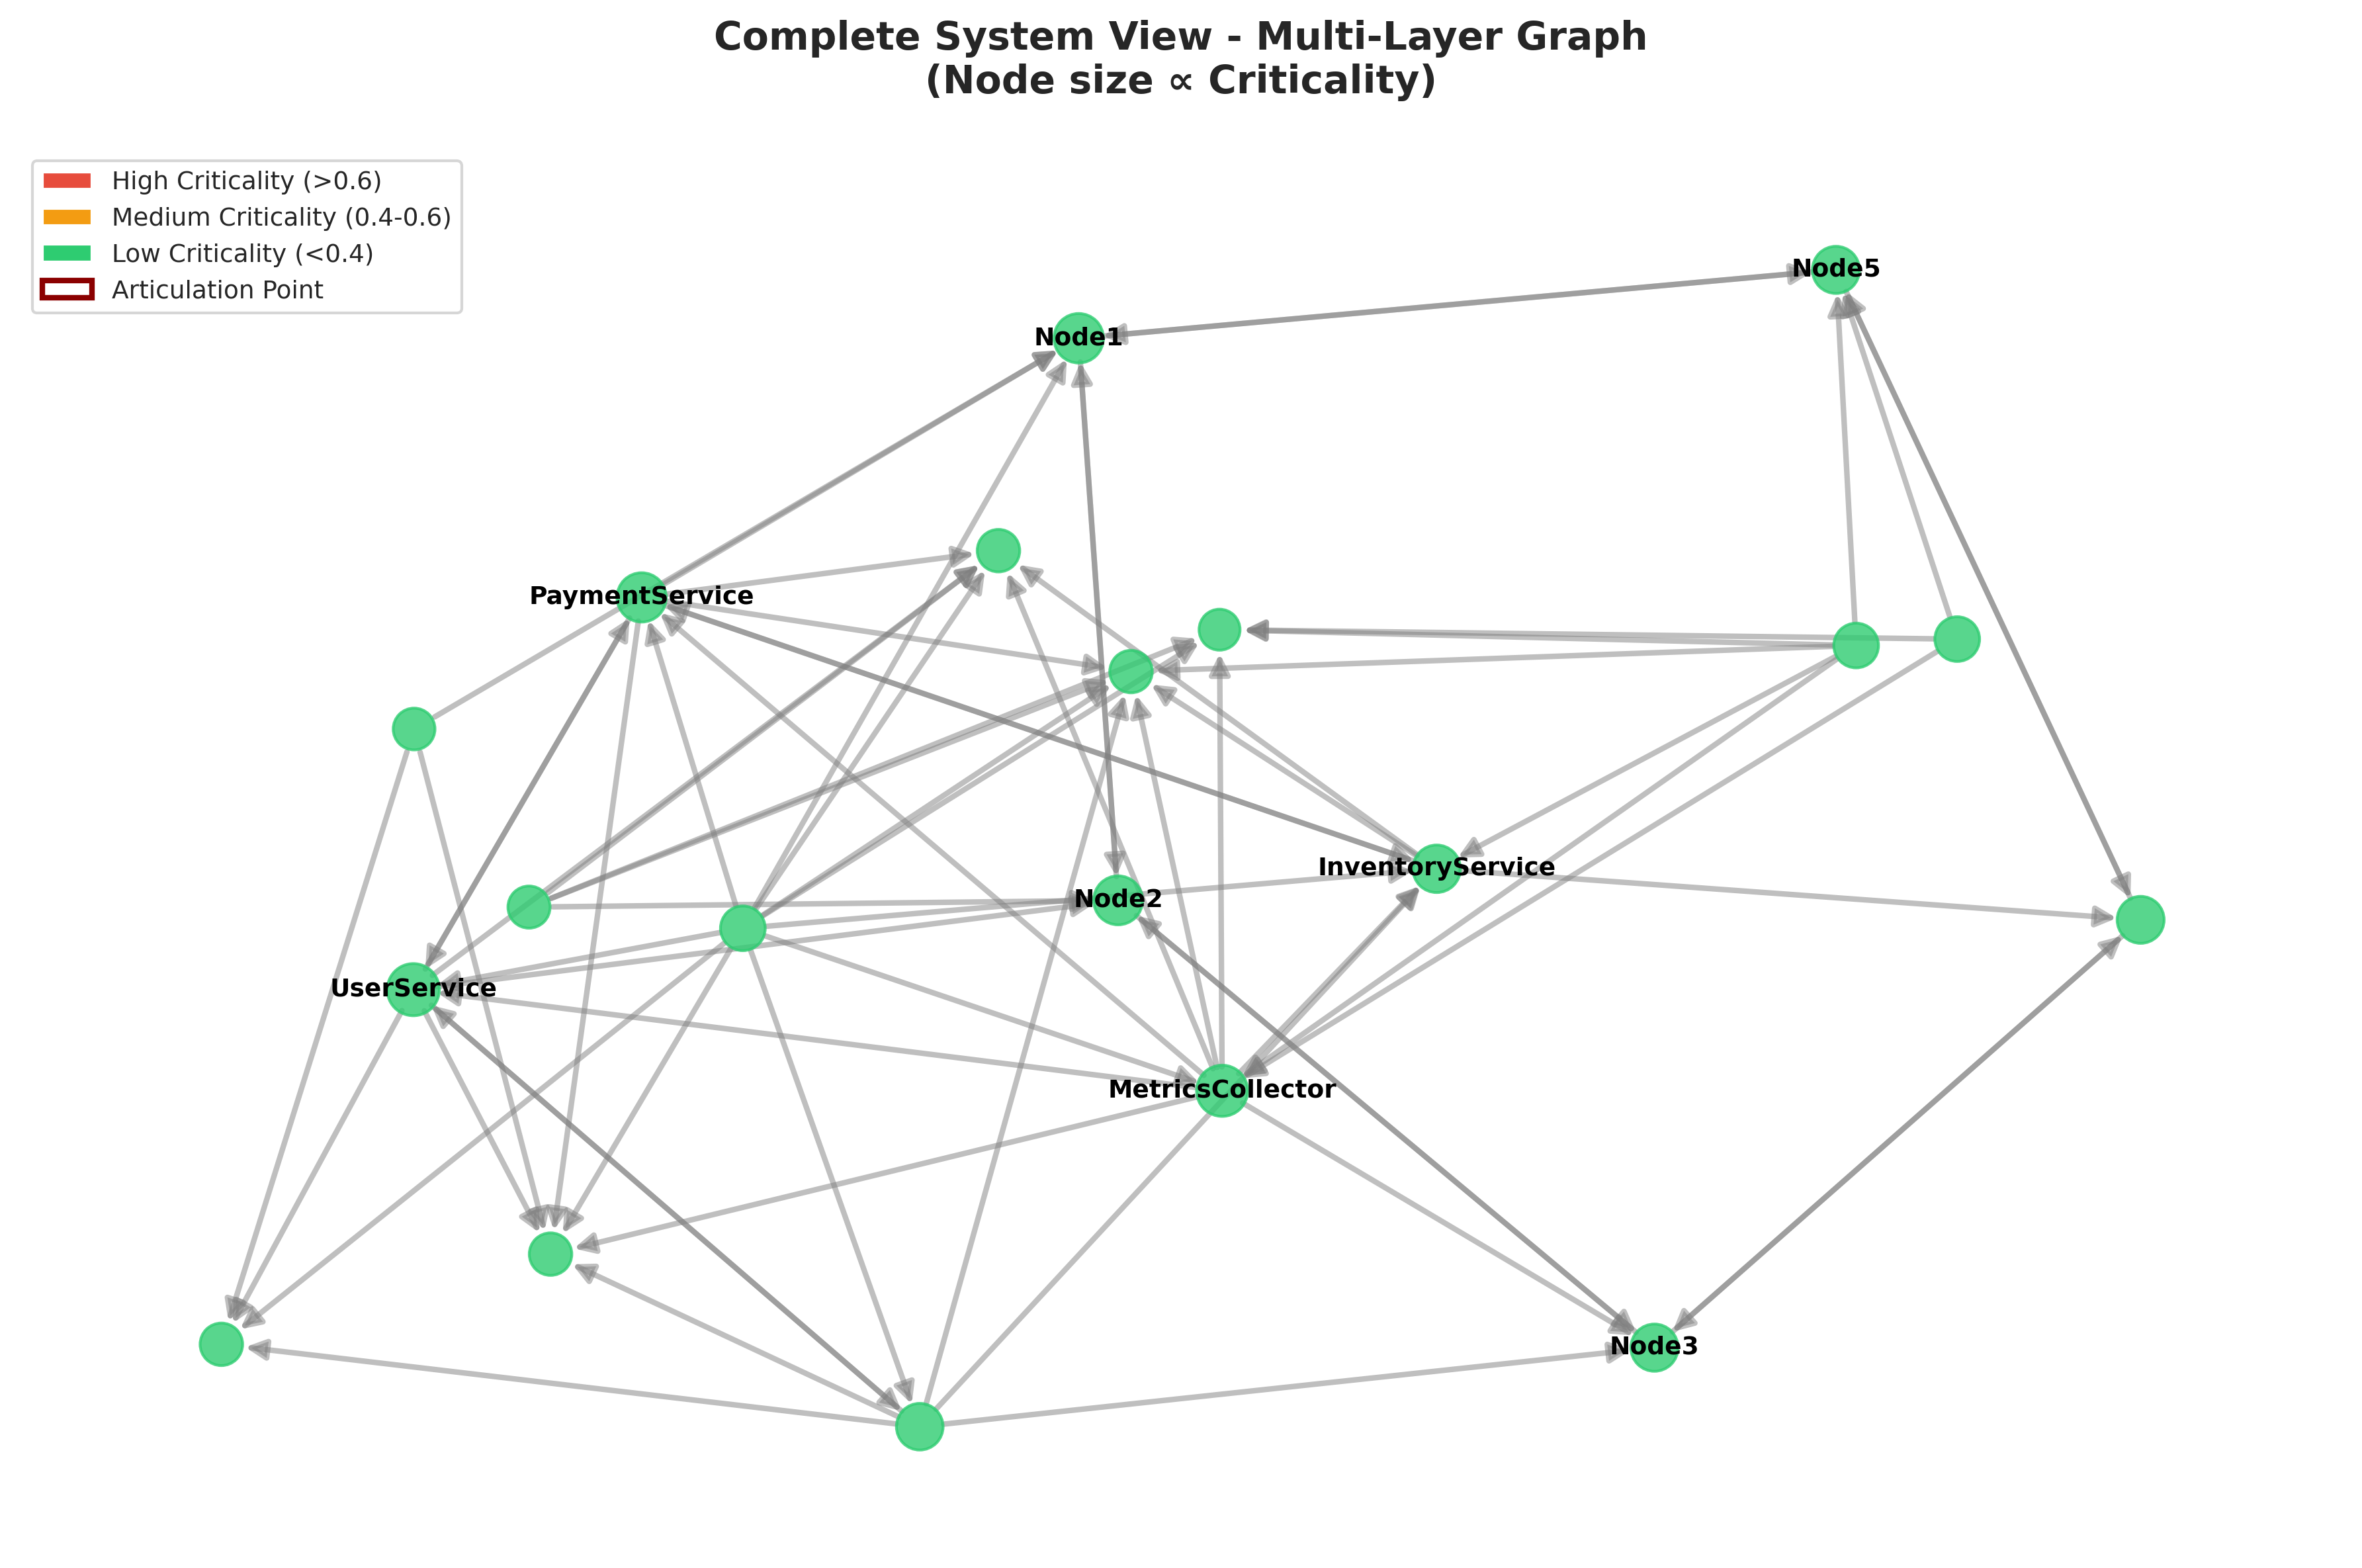 Complete System View - Multi-Layer Graph
(Node size ∝ Criticality)
High Criticality (>0.6)
Medium Criticality (0.4-0.6)
Low Criticality (<0.4)
Articulation Point
Node5
Node1
PaymentService
InventoryService
Node2
UserService
MetricsCollector
Node3